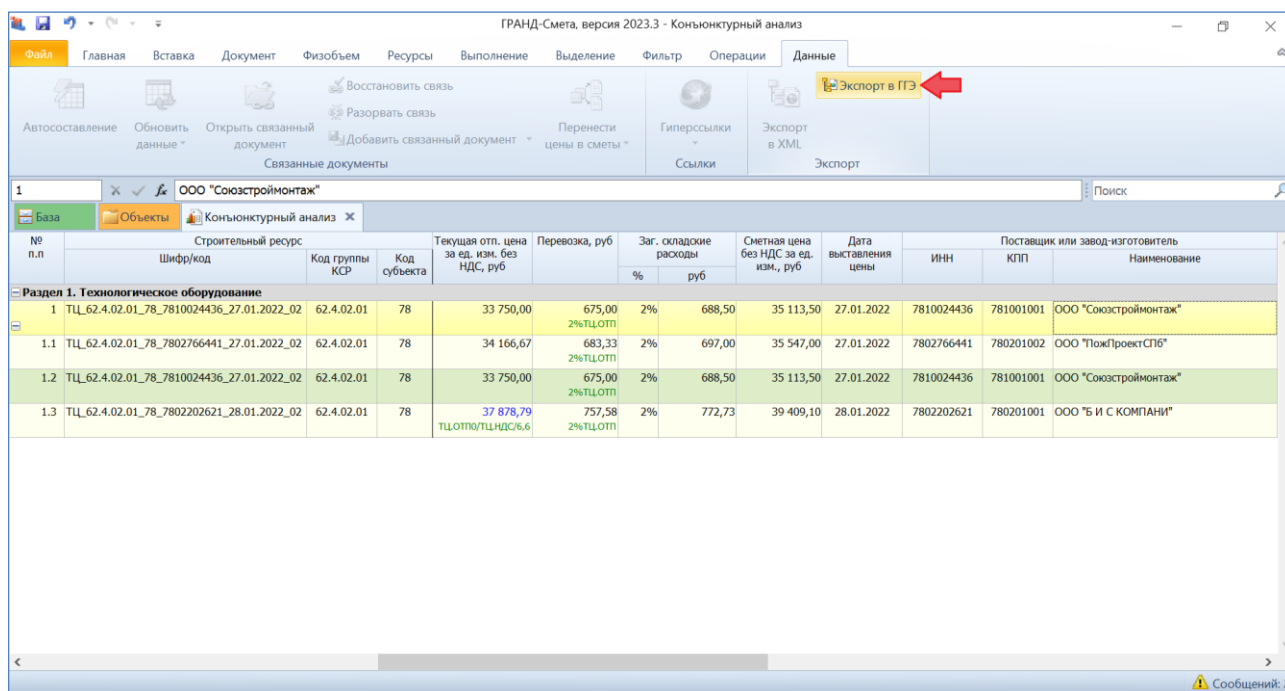 ГРАНД-Смета, версия 2023.3 - Конъюнктурный анализ
Файл Главная Вставка Документ Физобъем Ресурсы Выполнение Выделение Фильтр Операции Данные
Автосоставление
Обновить данные
Открыть связанный документ
Восстановить связь
Разорвать связь
Добавить связанный документ
Перенести цены в сметы
Гиперссылки
Экспорт в XML
Экспорт в ГГЭ
Связанные документы Ссылки Экспорт
1 fx ООО "Союзстроймонтаж" Поиск
База Объекты Конъюнктурный анализ
№ п.п
Строительный ресурс
Шифр/код
Код группы КСР
Код субъекта
Текущая отп. цена за ед. изм. без НДС, руб
Перевозка, руб
Заг. складские расходы
% руб
Сметная цена без НДС за ед. изм., руб
Дата выставления цены
Поставщик или завод-изготовитель
ИНН КПП Наименование
Раздел 1. Технологическое оборудование
1 ТЦ_62.4.02.01_78_7810024436_27.01.2022_02 62.4.02.01 78 33 750,00 675,00 2% 688,50 35 113,50 27.01.2022 7810024436 781001001 ООО "Союзстроймонтаж"
2%ТЦ.ОТП
1.1 ТЦ_62.4.02.01_78_7802766441_27.01.2022_02 62.4.02.01 78 34 166,67 683,33 2% 697,00 35 547,00 27.01.2022 7802766441 780201002 ООО "ПожПроектСПб"
2%ТЦ.ОТП
1.2 ТЦ_62.4.02.01_78_7810024436_27.01.2022_02 62.4.02.01 78 33 750,00 675,00 2% 688,50 35 113,50 27.01.2022 7810024436 781001001 ООО "Союзстроймонтаж"
2%ТЦ.ОТП
1.3 ТЦ_62.4.02.01_78_7802202621_28.01.2022_02 62.4.02.01 78 37 878,79 757,58 2% 772,73 39 409,10 28.01.2022 7802202621 780201001 ООО "Б И С КОМПАНИ"
ТЦ.ОТП0/ТЦ.НДС/6,6 2%ТЦ.ОТП
Сообщений: